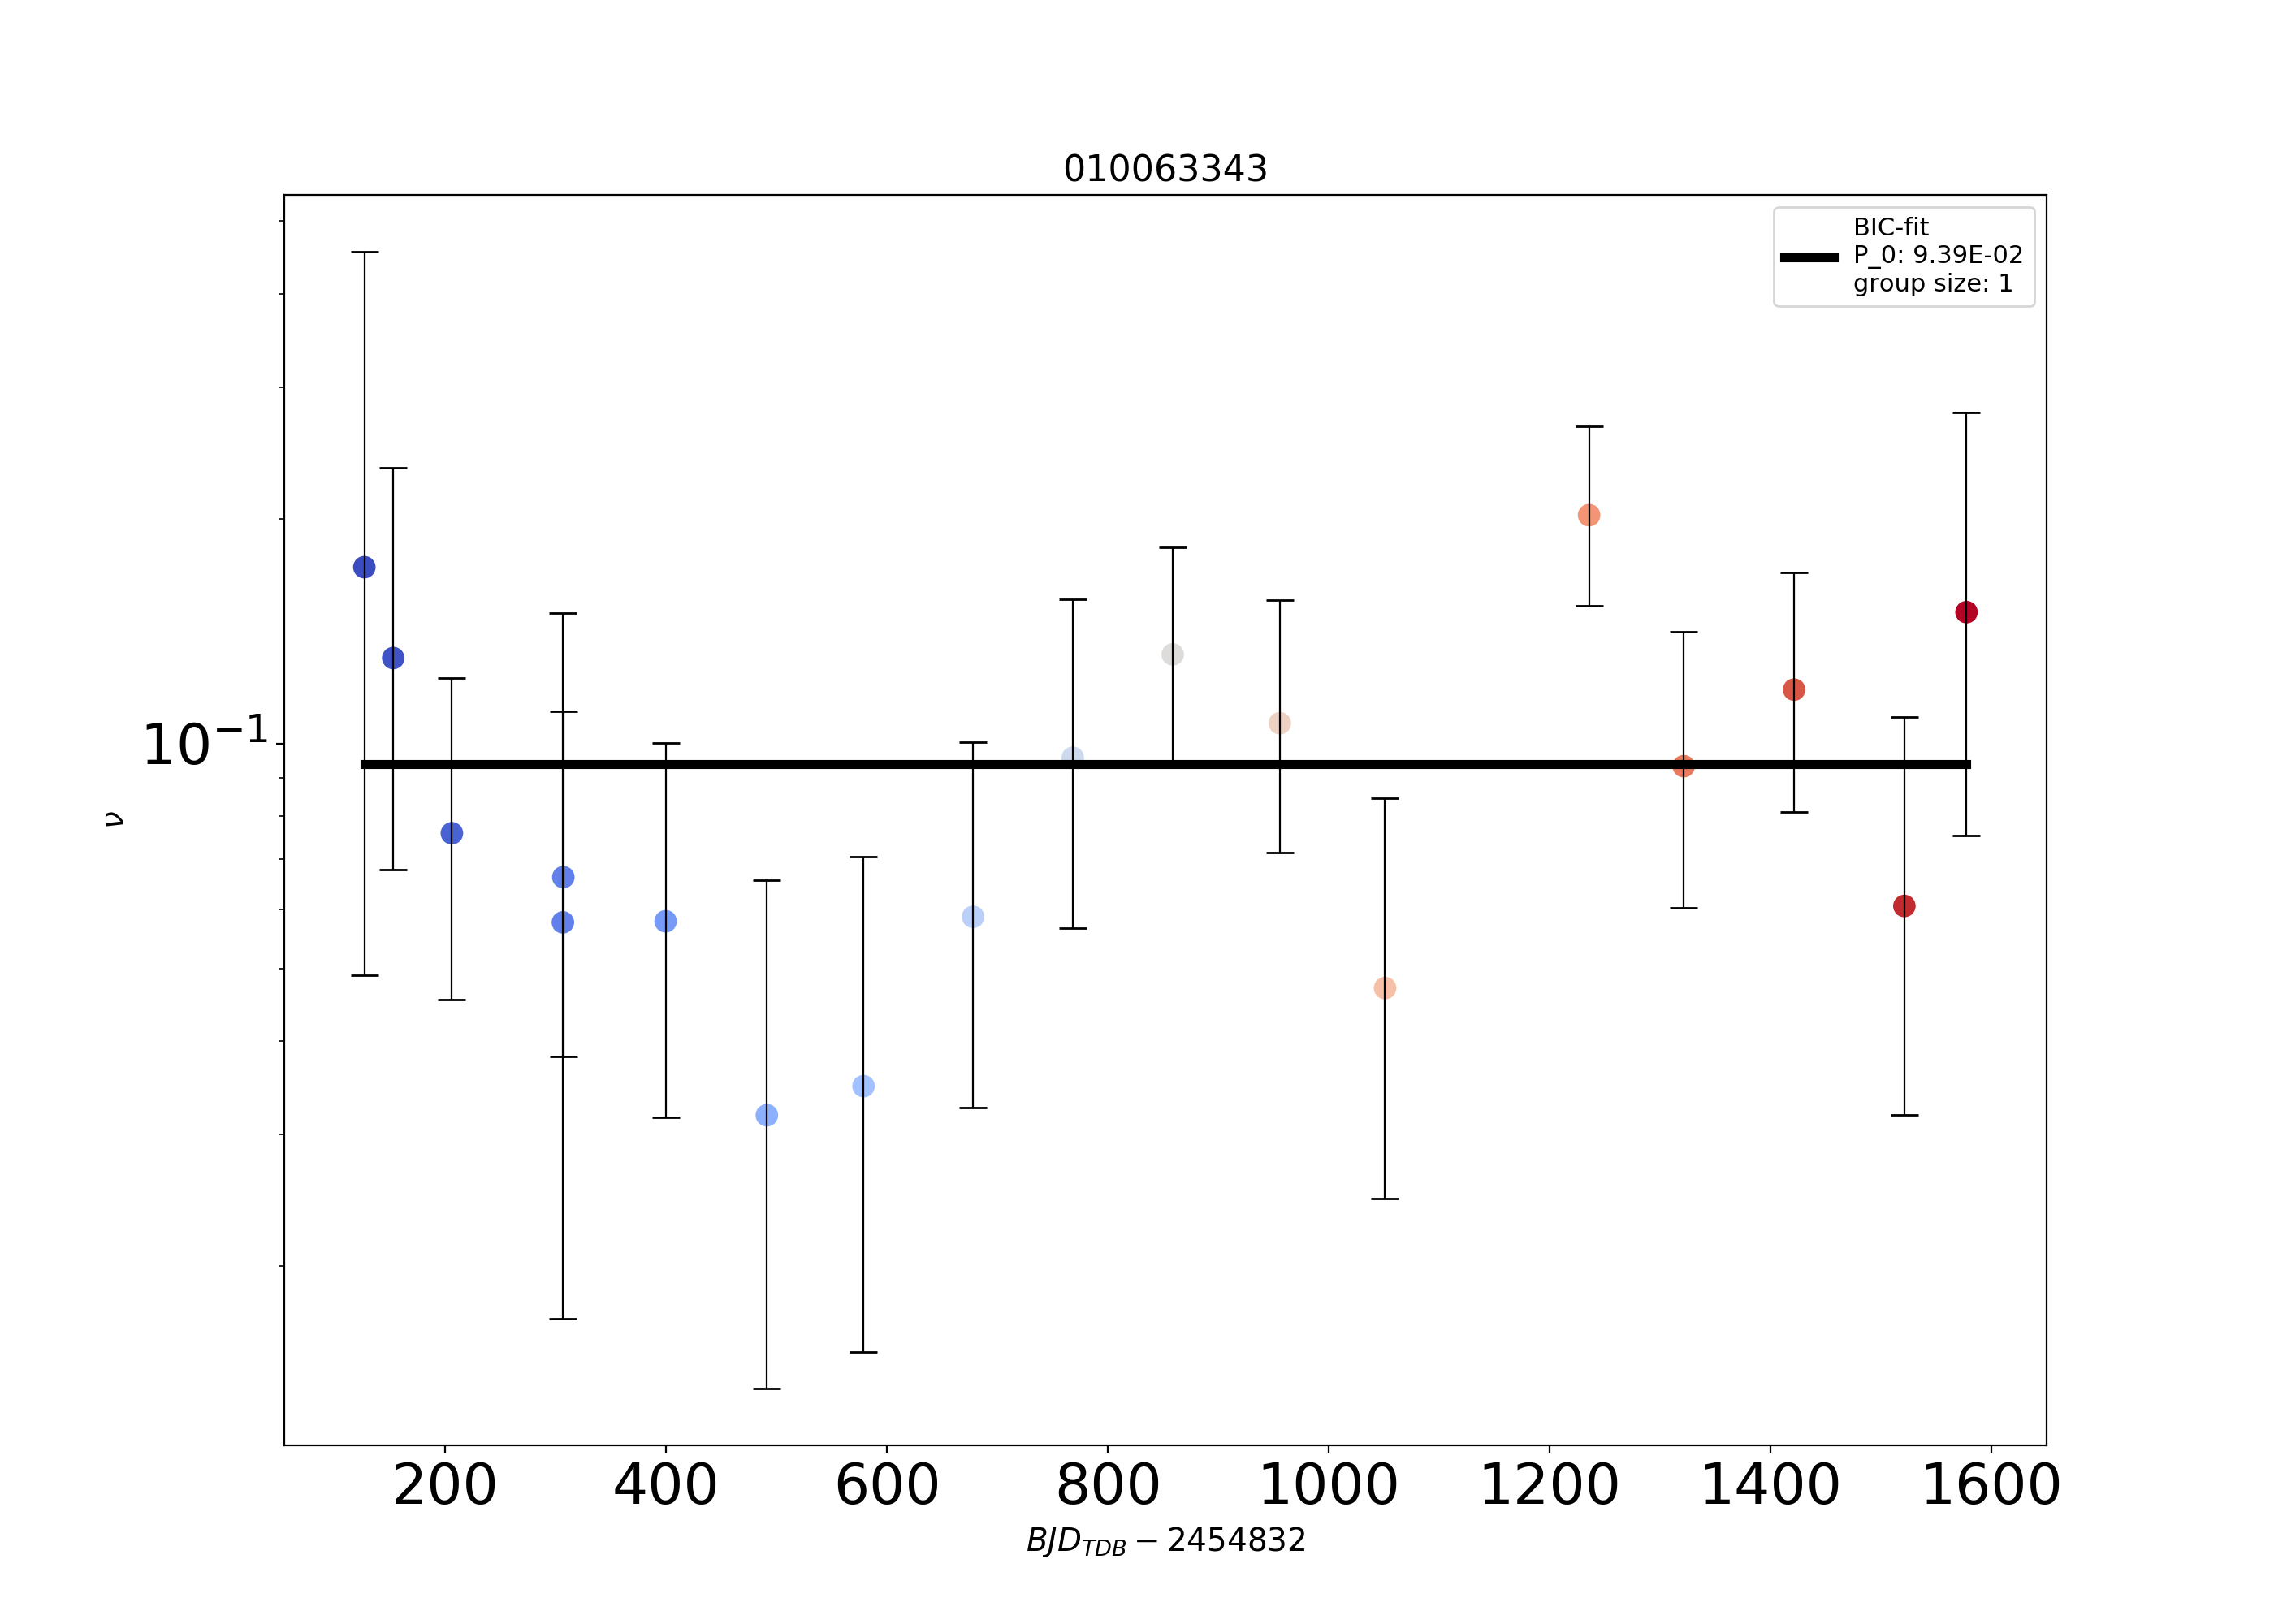 010063343
BIC-fit
P_0: 9.39E-02
group size: 1
10⁻¹
ν
200 400 600 800 1000 1200 1400 1600
BJD_TDB − 2454832